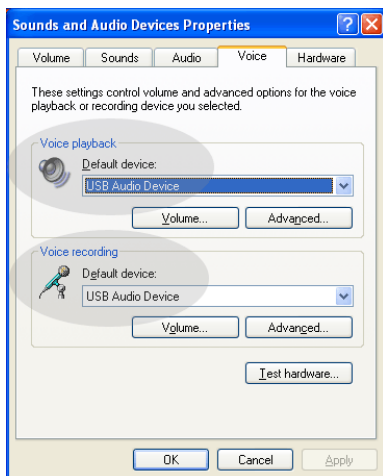 Sounds and Audio Devices Properties
Volume Sounds Audio Voice Hardware
These settings control volume and advanced options for the voice
playback or recording device you selected.
Voice playback
Default device:
USB Audio Device
Volume... Advanced...
Voice recording
Default device:
USB Audio Device
Volume... Advanced...
Test hardware...
OK Cancel Apply